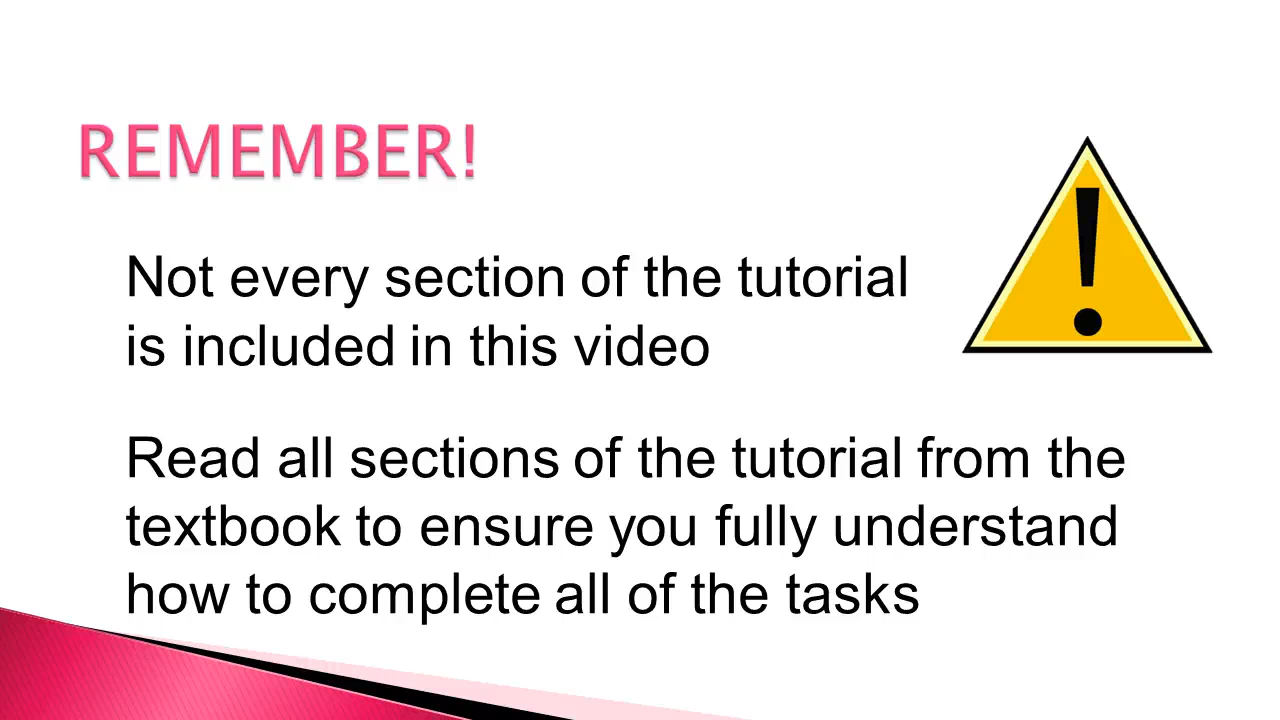 REMEMBER!
Not every section of the tutorial
is included in this video
Read all sections of the tutorial from the
textbook to ensure you fully understand
how to complete all of the tasks